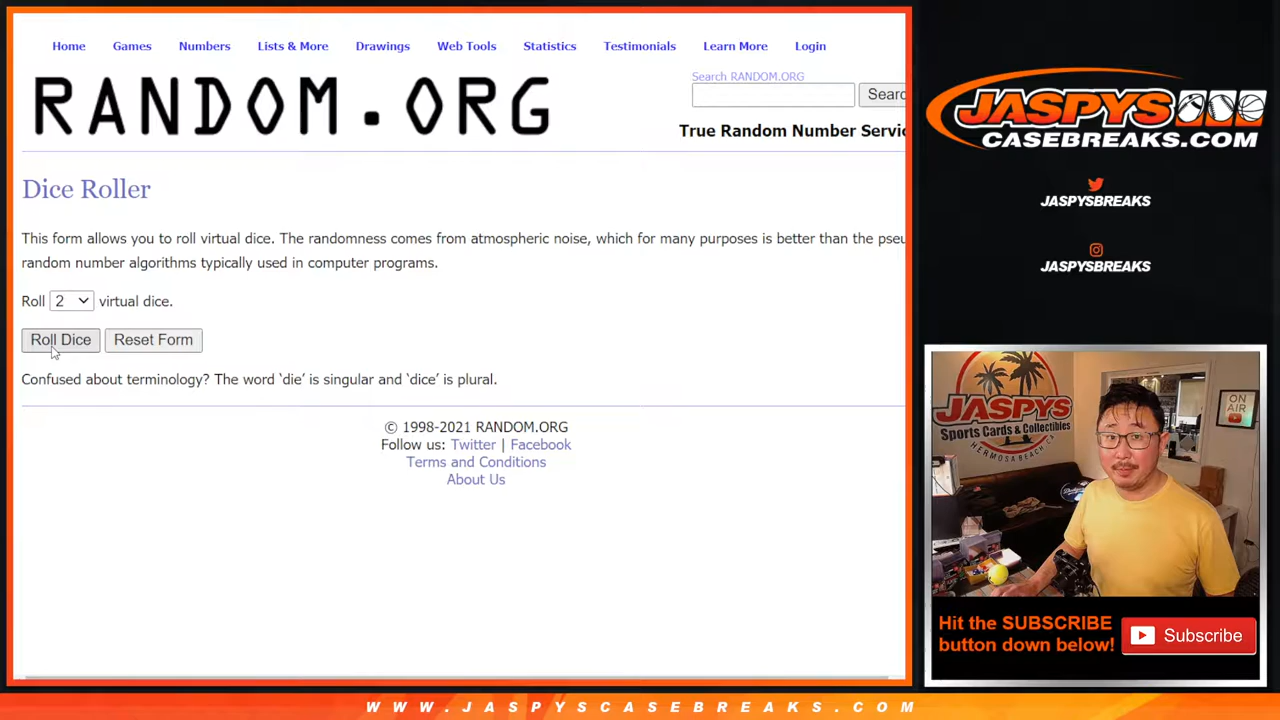 Home Games Numbers Lists & More Drawings Web Tools Statistics Testimonials Learn More Login
RANDOM.ORG
Search RANDOM.ORG
Searc
True Random Number Servic
Dice Roller
This form allows you to roll virtual dice. The randomness comes from atmospheric noise, which for many purposes is better than the pseu
random number algorithms typically used in computer programs.
Roll 2 virtual dice.
Roll Dice Reset Form
Confused about terminology? The word ‘die’ is singular and ‘dice’ is plural.
© 1998-2021 RANDOM.ORG
Follow us: Twitter | Facebook
Terms and Conditions
About Us
JASPYS
CASEBREAKS.COM
JASPYSBREAKS
JASPYSBREAKS
JASPYS
Sports Cards & Collectibles
HERMOSA BEACH, CA
ON
AIR
Hit the SUBSCRIBE
button down below!
Subscribe
WWW.JASPYSCASEBREAKS.COM